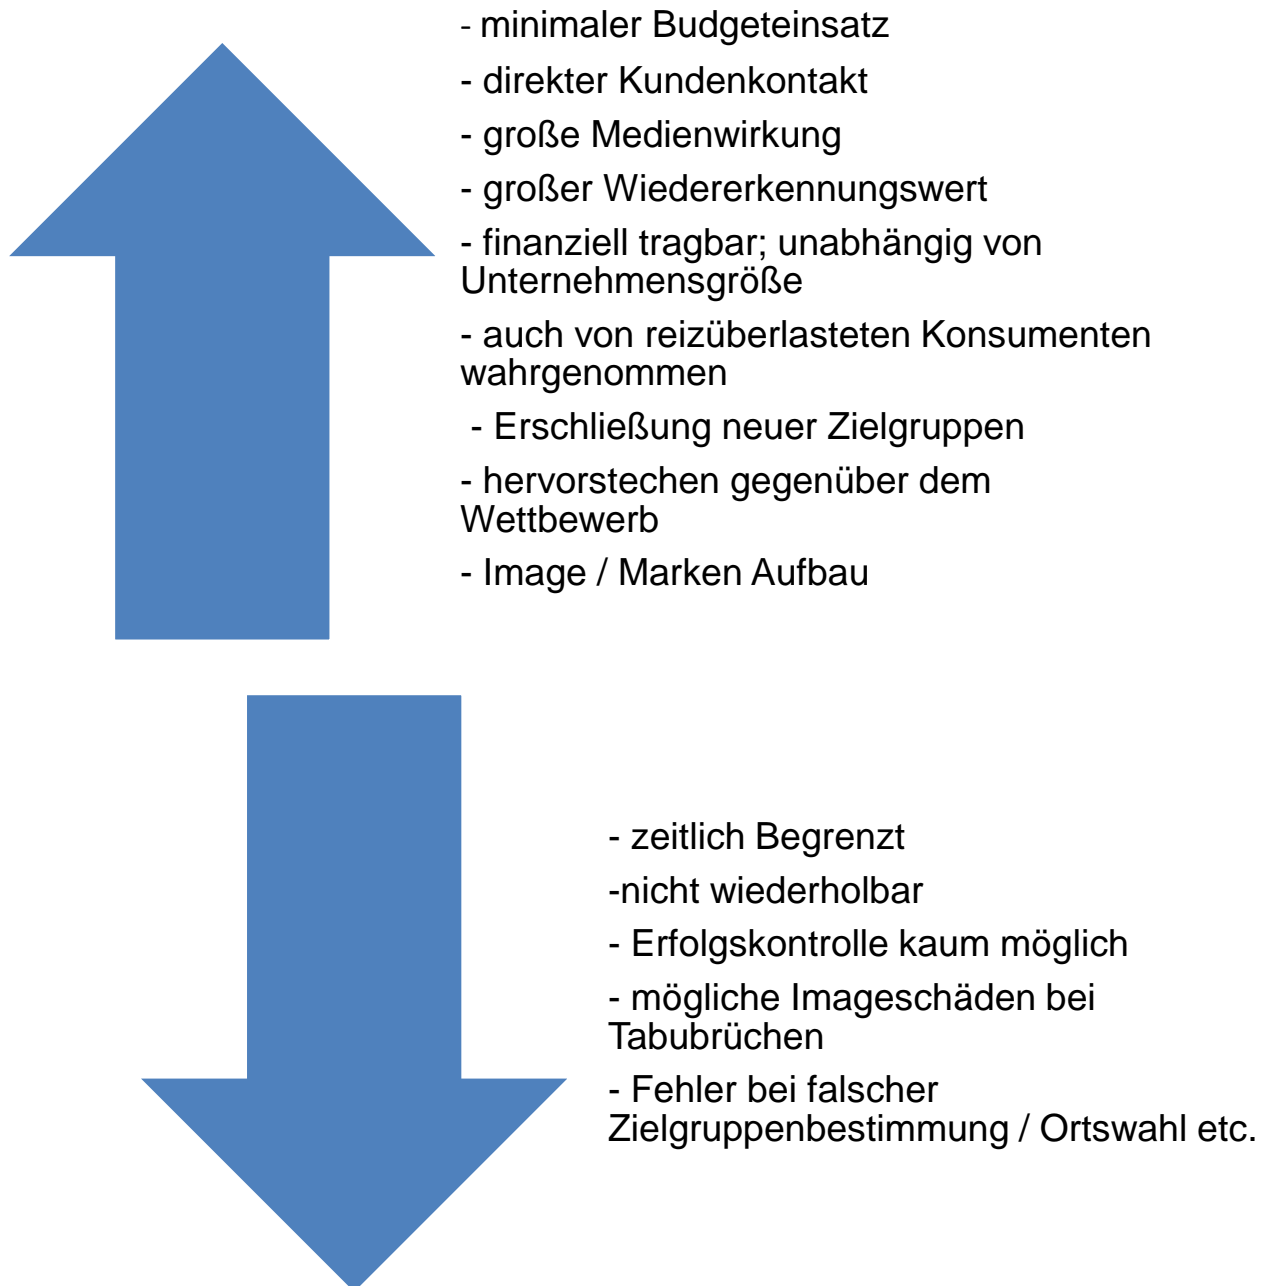 - minimaler Budgeteinsatz
- direkter Kundenkontakt
- große Medienwirkung
- großer Wiedererkennungswert
- finanziell tragbar; unabhängig von
Unternehmensgröße
- auch von reizüberlasteten Konsumenten
wahrgenommen
- Erschließung neuer Zielgruppen
- hervorstechen gegenüber dem
Wettbewerb
- Image / Marken Aufbau
- zeitlich Begrenzt
-nicht wiederholbar
- Erfolgskontrolle kaum möglich
- mögliche Imageschäden bei
Tabubrüchen
- Fehler bei falscher
Zielgruppenbestimmung / Ortswahl etc.